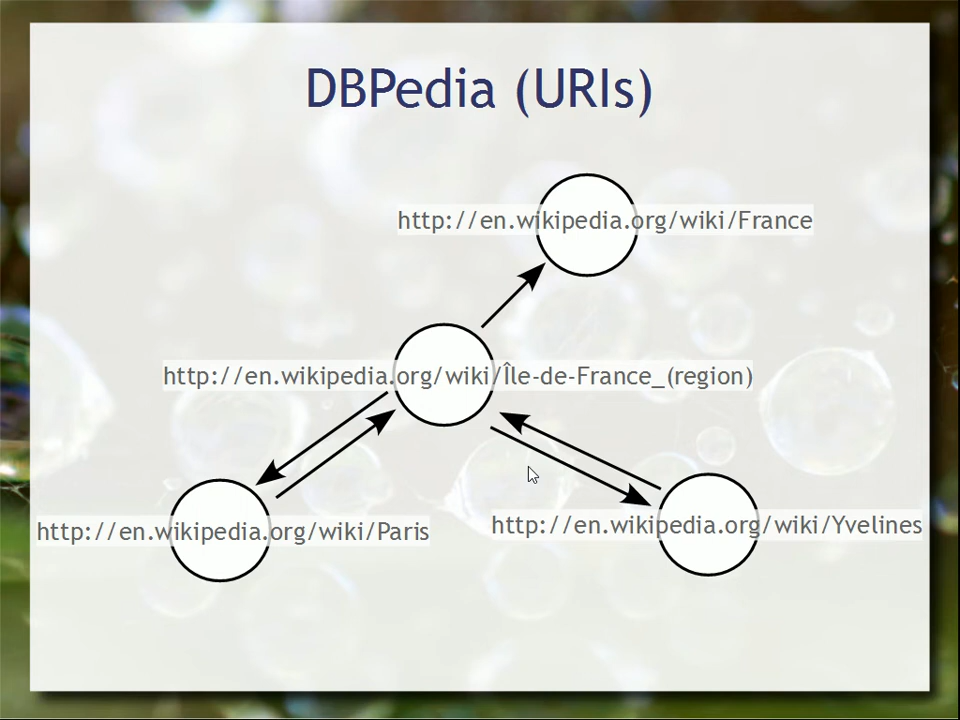 DBPedia (URIs)
http://en.wikipedia.org/wiki/France
http://en.wikipedia.org/wiki/Île-de-France_(region)
http://en.wikipedia.org/wiki/Paris
http://en.wikipedia.org/wiki/Yvelines